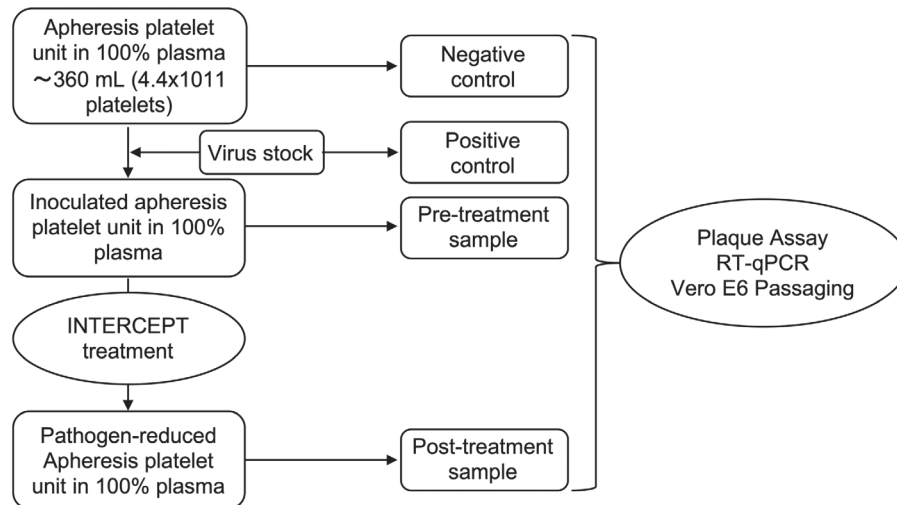 Apheresis platelet
unit in 100% plasma
~360 mL (4.4x1011
platelets)
Negative
control
Virus stock
Positive
control
Inoculated apheresis
platelet unit in 100%
plasma
Pre-treatment
sample
Plaque Assay
RT-qPCR
Vero E6 Passaging
INTERCEPT
treatment
Pathogen-reduced
Apheresis platelet
unit in 100% plasma
Post-treatment
sample